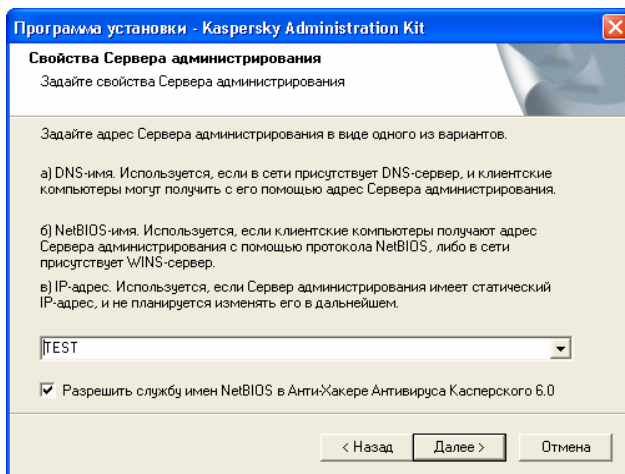 Программа установки - Kaspersky Administration Kit
Свойства Сервера администрирования
Задайте свойства Сервера администрирования
Задайте адрес Сервера администрирования в виде одного из вариантов.
а) DNS-имя. Используется, если в сети присутствует DNS-сервер, и клиентские
компьютеры могут получить с его помощью адрес Сервера администрирования.
б) NetBIOS-имя. Используется, если клиентские компьютеры получают адрес
Сервера администрирования с помощью протокола NetBIOS, либо в сети
присутствует WINS-сервер.
в) IP-адрес. Используется, если Сервер администрирования имеет статический
IP-адрес, и не планируется изменять его в дальнейшем.
TEST
Разрешить службу имен NetBIOS в Анти-Хакере Антивируса Касперского 6.0
< Назад Далее > Отмена